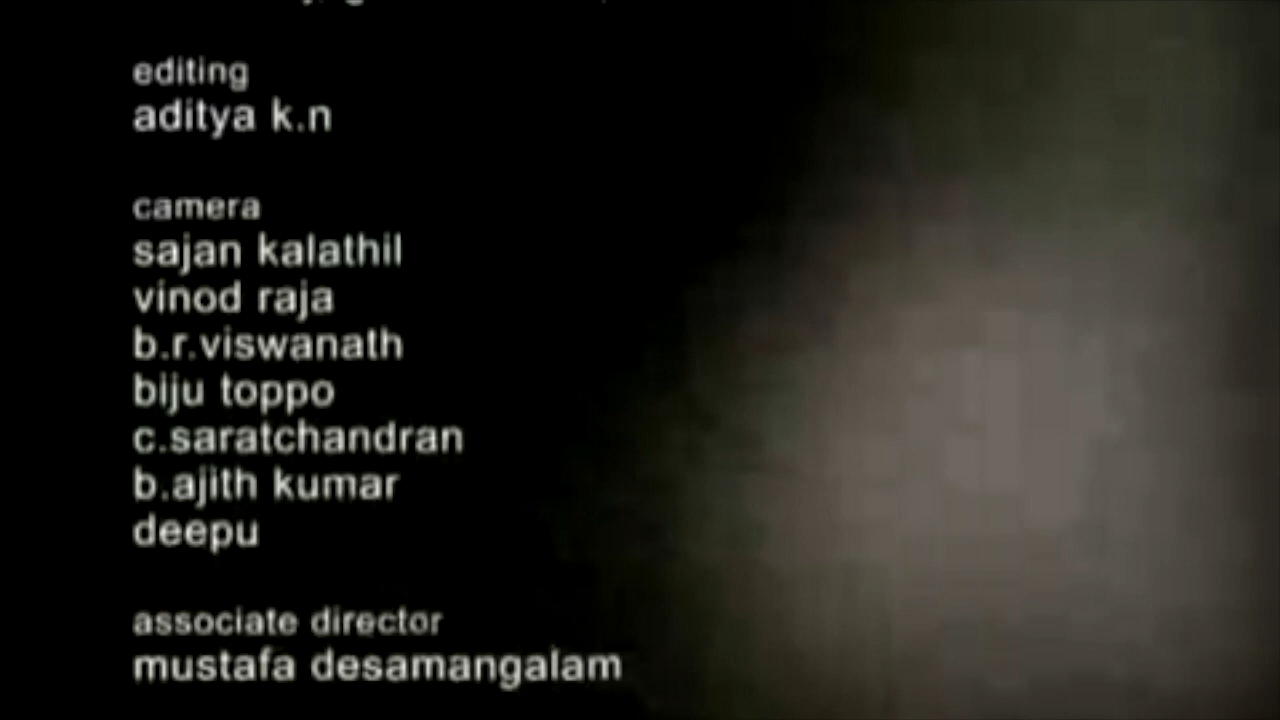 editing
aditya k.n
camera
sajan kalathil
vinod raja
b.r.viswanath
biju toppo
c.saratchandran
b.ajith kumar
deepu
associate director
mustafa desamangalam